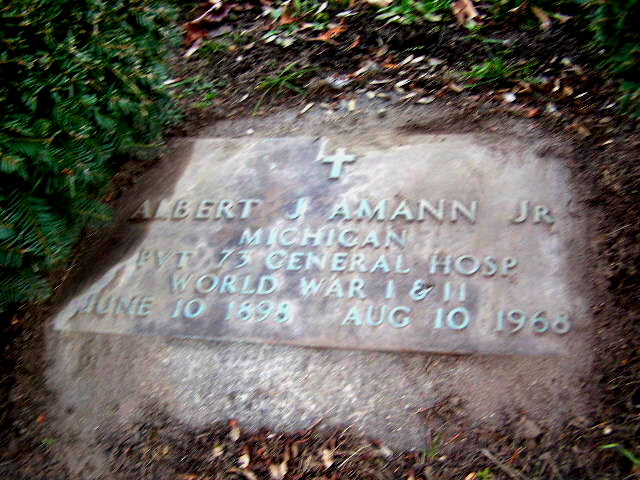 ALBERT J AMANN JR
MICHIGAN
PVT 73 GENERAL HOSP
WORLD WAR I & II
JUNE 10 1898 AUG 10 1968